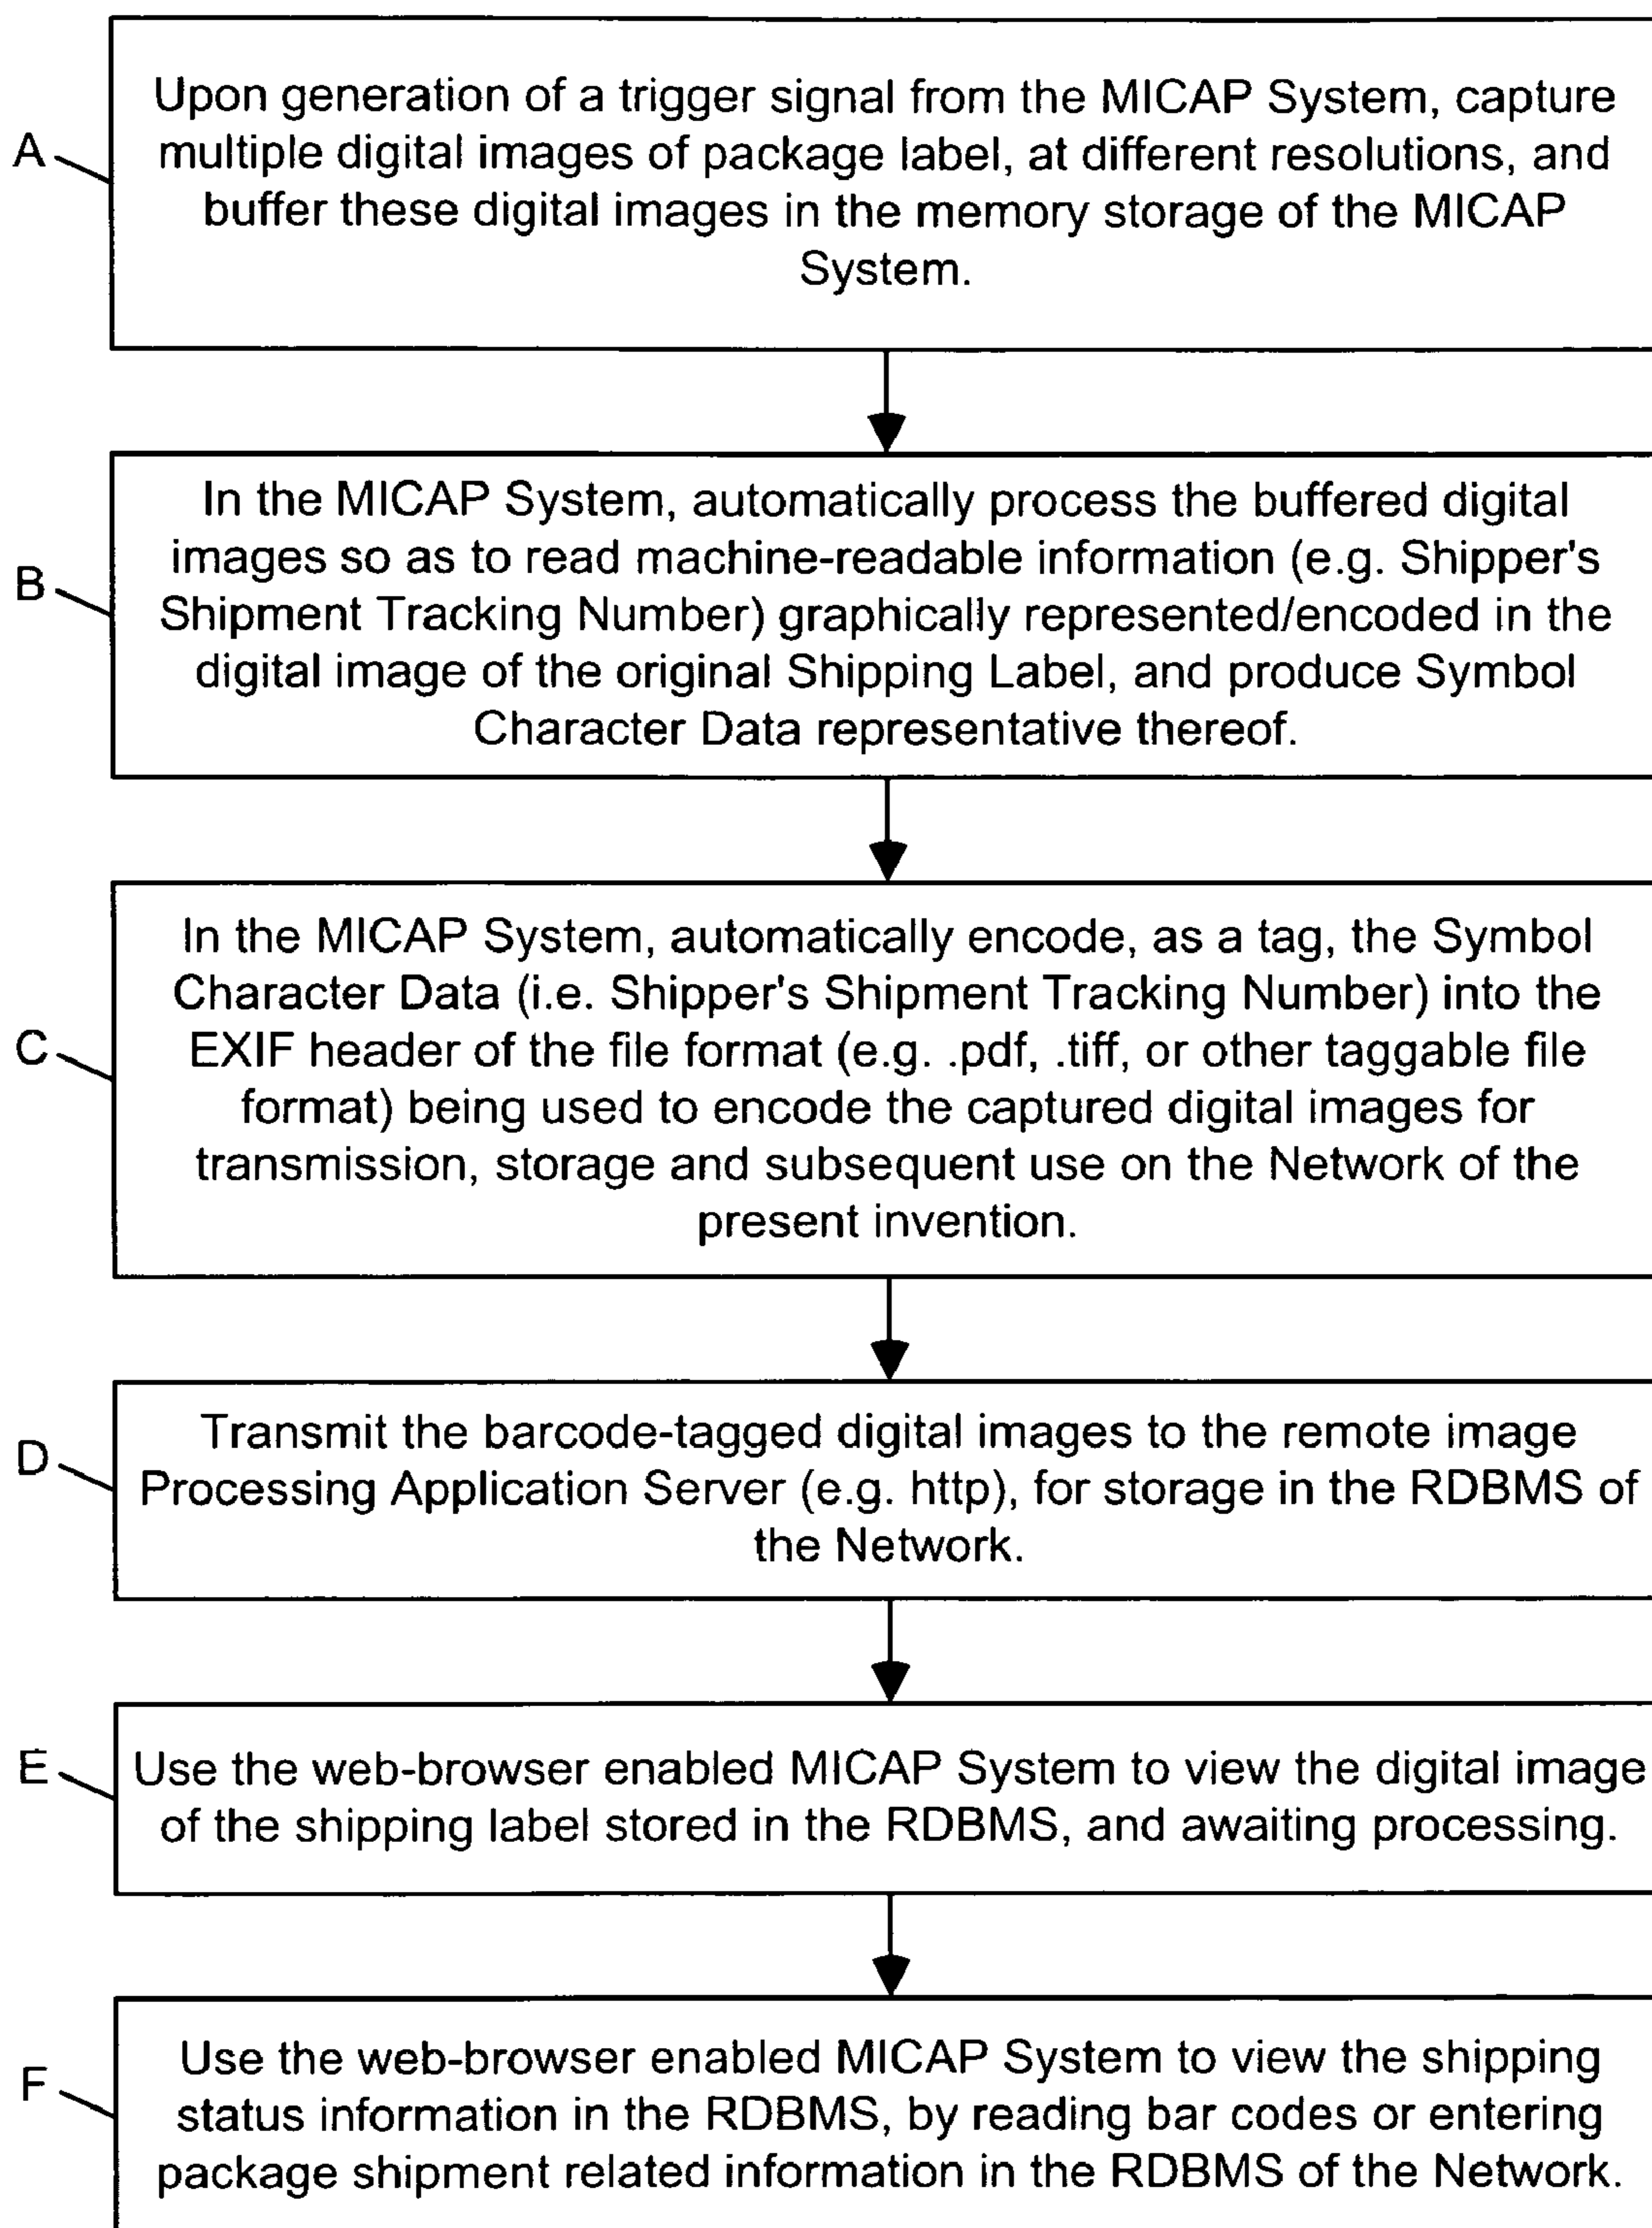 Upon generation of a trigger signal from the MICAP System, capture
A
multiple digital images of package label, at different resolutions, and
buffer these digital images in the memory storage of the MICAP
System.
In the MICAP System, automatically process the buffered digital
images so as to read machine-readable information (e.g. Shipper's
B
Shipment Tracking Number) graphically represented/encoded in the
digital image of the original Shipping Label, and produce Symbol
Character Data representative thereof.
In the MICAP System, automatically encode, as a tag, the Symbol
Character Data (i.e. Shipper's Shipment Tracking Number) into the
C
EXIF header of the file format (e.g. .pdf, .tiff, or other taggable file
format) being used to encode the captured digital images for
transmission, storage and subsequent use on the Network of the
present invention.
D
Transmit the barcode-tagged digital images to the remote image
Processing Application Server (e.g. http), for storage in the RDBMS of
the Network.
E
Use the web-browser enabled MICAP System to view the digital image
of the shipping label stored in the RDBMS, and awaiting processing.
F
Use the web-browser enabled MICAP System to view the shipping
status information in the RDBMS, by reading bar codes or entering
package shipment related information in the RDBMS of the Network.